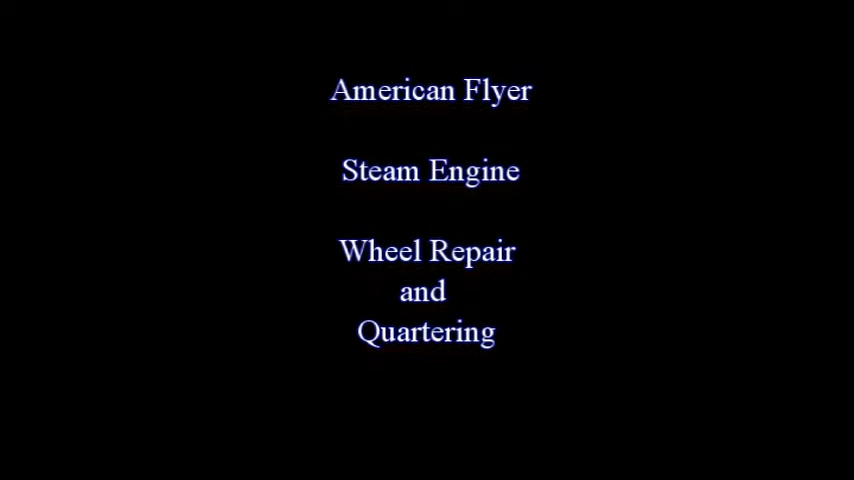 American Flyer
Steam Engine
Wheel Repair
and
Quartering